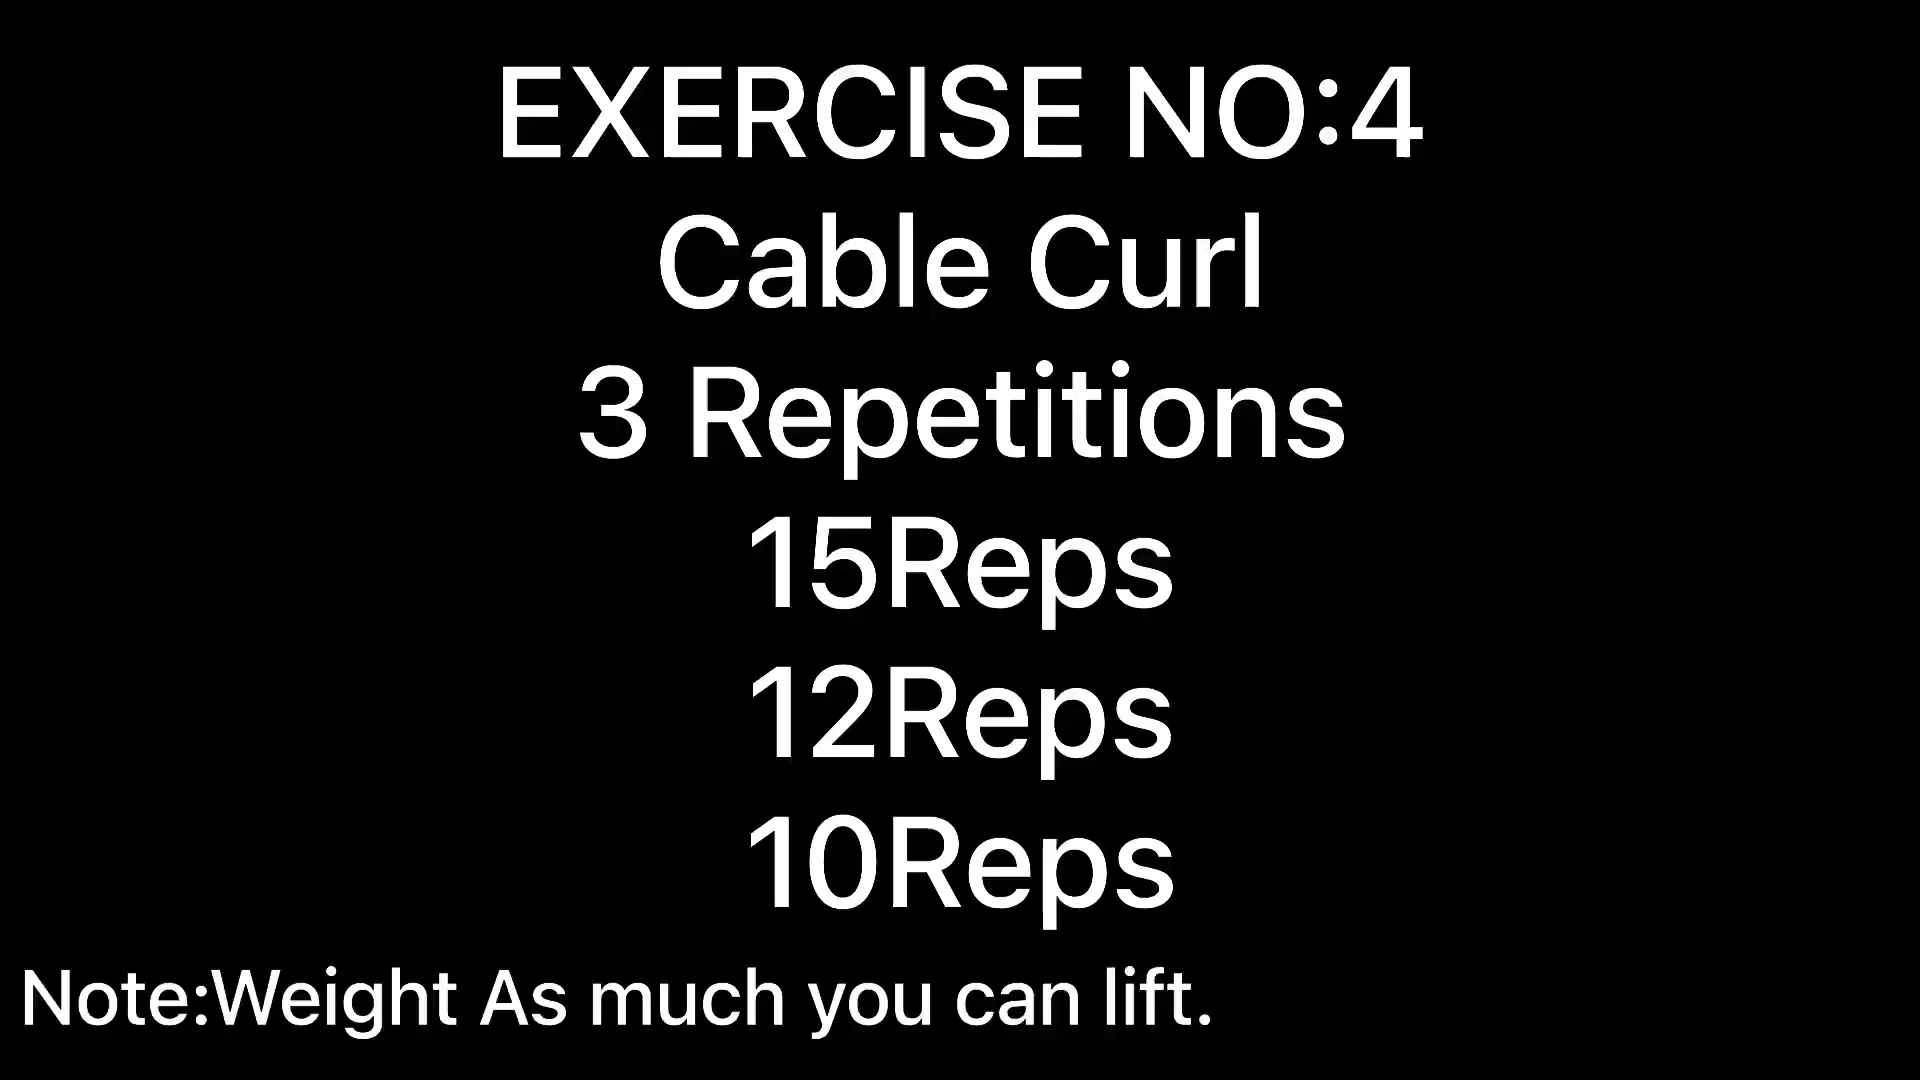 EXERCISE NO:4
Cable Curl
3 Repetitions
15Reps
12Reps
10Reps
Note:Weight As much you can lift.